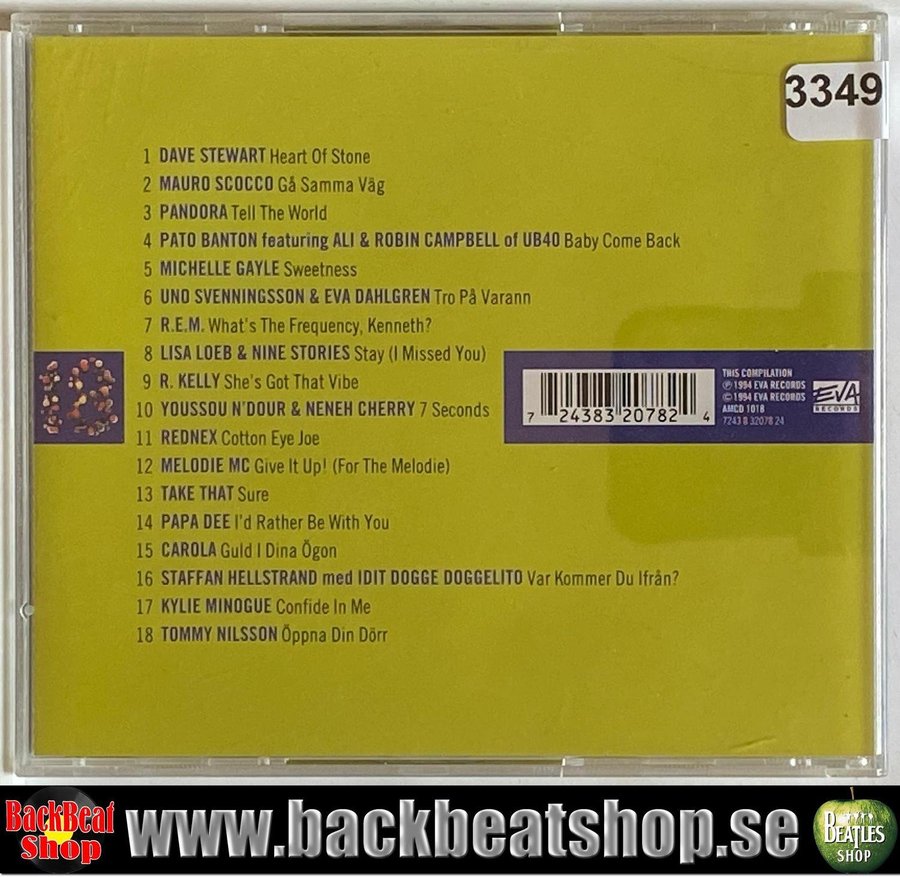 3349
1 DAVE STEWART Heart Of Stone
2 MAURO SCOCCO Gå Samma Väg
3 PANDORA Tell The World
4 PATO BANTON featuring ALI & ROBIN CAMPBELL of UB40 Baby Come Back
5 MICHELLE GAYLE Sweetness
6 UNO SVENNINGSSON & EVA DAHLGREN Tro På Varann
7 R.E.M. What's The Frequency, Kenneth?
8 LISA LOEB & NINE STORIES Stay (I Missed You)
9 R. KELLY She's Got That Vibe
10 YOUSSOU N'DOUR & NENEH CHERRY 7 Seconds
11 REDNEX Cotton Eye Joe
12 MELODIE MC Give It Up! (For The Melodie)
13 TAKE THAT Sure
14 PAPA DEE I'd Rather Be With You
15 CAROLA Guld I Dina Ögon
16 STAFFAN HELLSTRAND med IDIT DOGGE DOGGELITO Var Kommer Du Ifrån?
17 KYLIE MINOGUE Confide In Me
18 TOMMY NILSSON Öppna Din Dörr
18
7 24383 20782 4
THIS COMPILATION
℗ 1994 EVA RECORDS
© 1994 EVA RECORDS
AMCD 1018
7243 8 32078 24
EVA
RECORDS
BackBeat
Shop
www.backbeatshop.se
BEATLES
SHOP